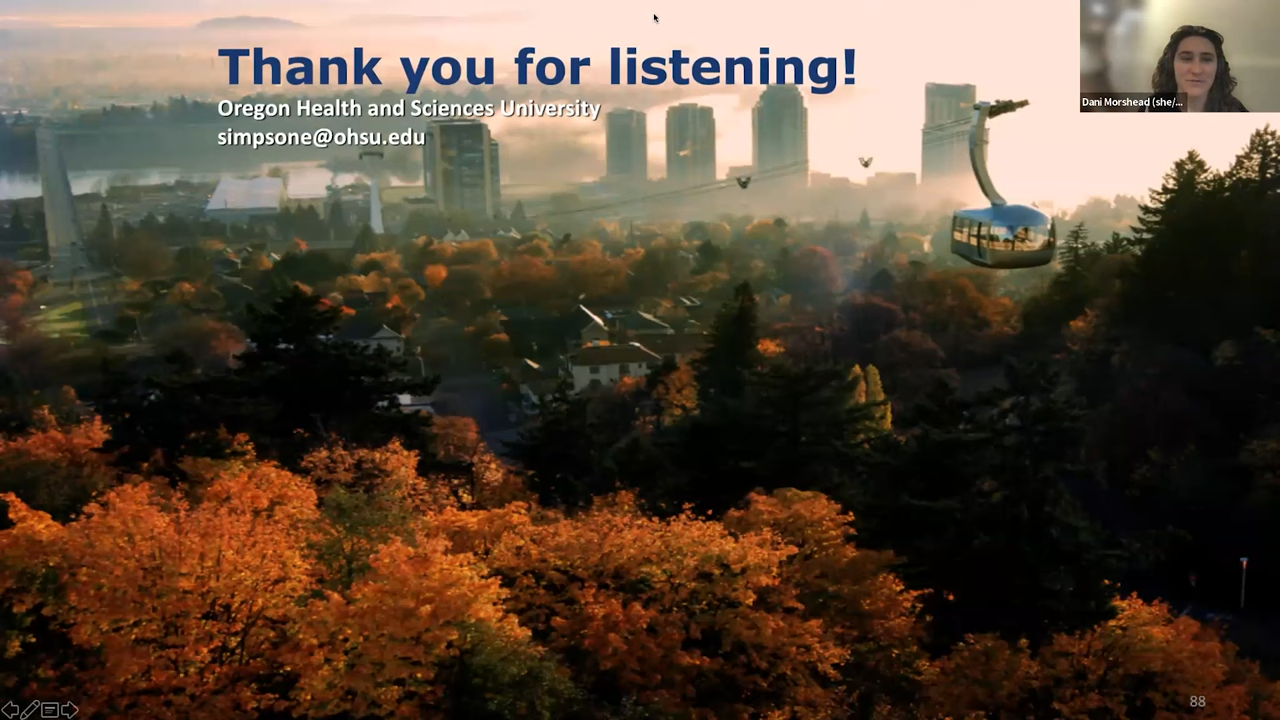 Thank you for listening!
Oregon Health and Sciences University
simpsone@ohsu.edu
Dani Morshead (she/...
88